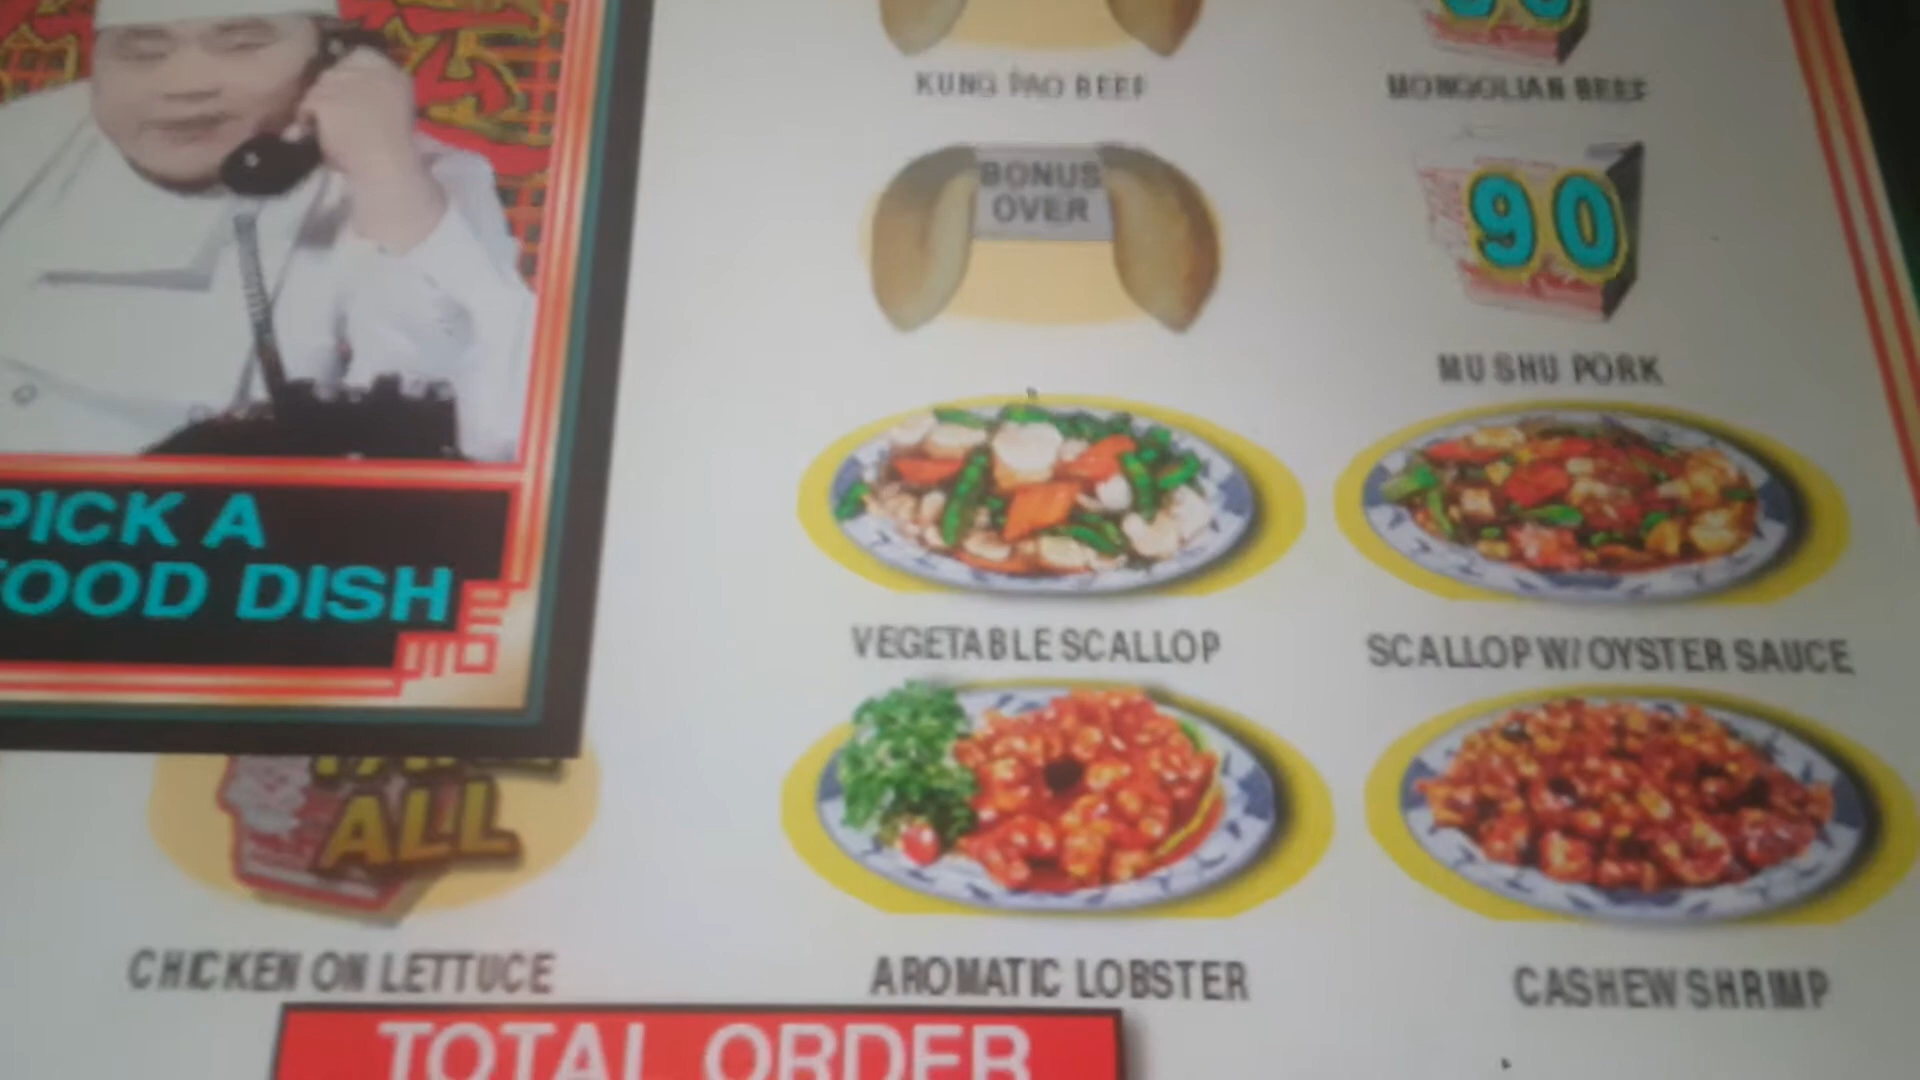 KUNG PAO BEEF
MONGOLIAN BEEF
BONUS
OVER
90
MU SHU PORK
PICK A
FOOD DISH
VEGETABLE SCALLOP
SCALLOP W/ OYSTER SAUCE
ALL
CHICKEN ON LETTUCE
AROMATIC LOBSTER
CASHEW SHRIMP
TOTAL ORDER